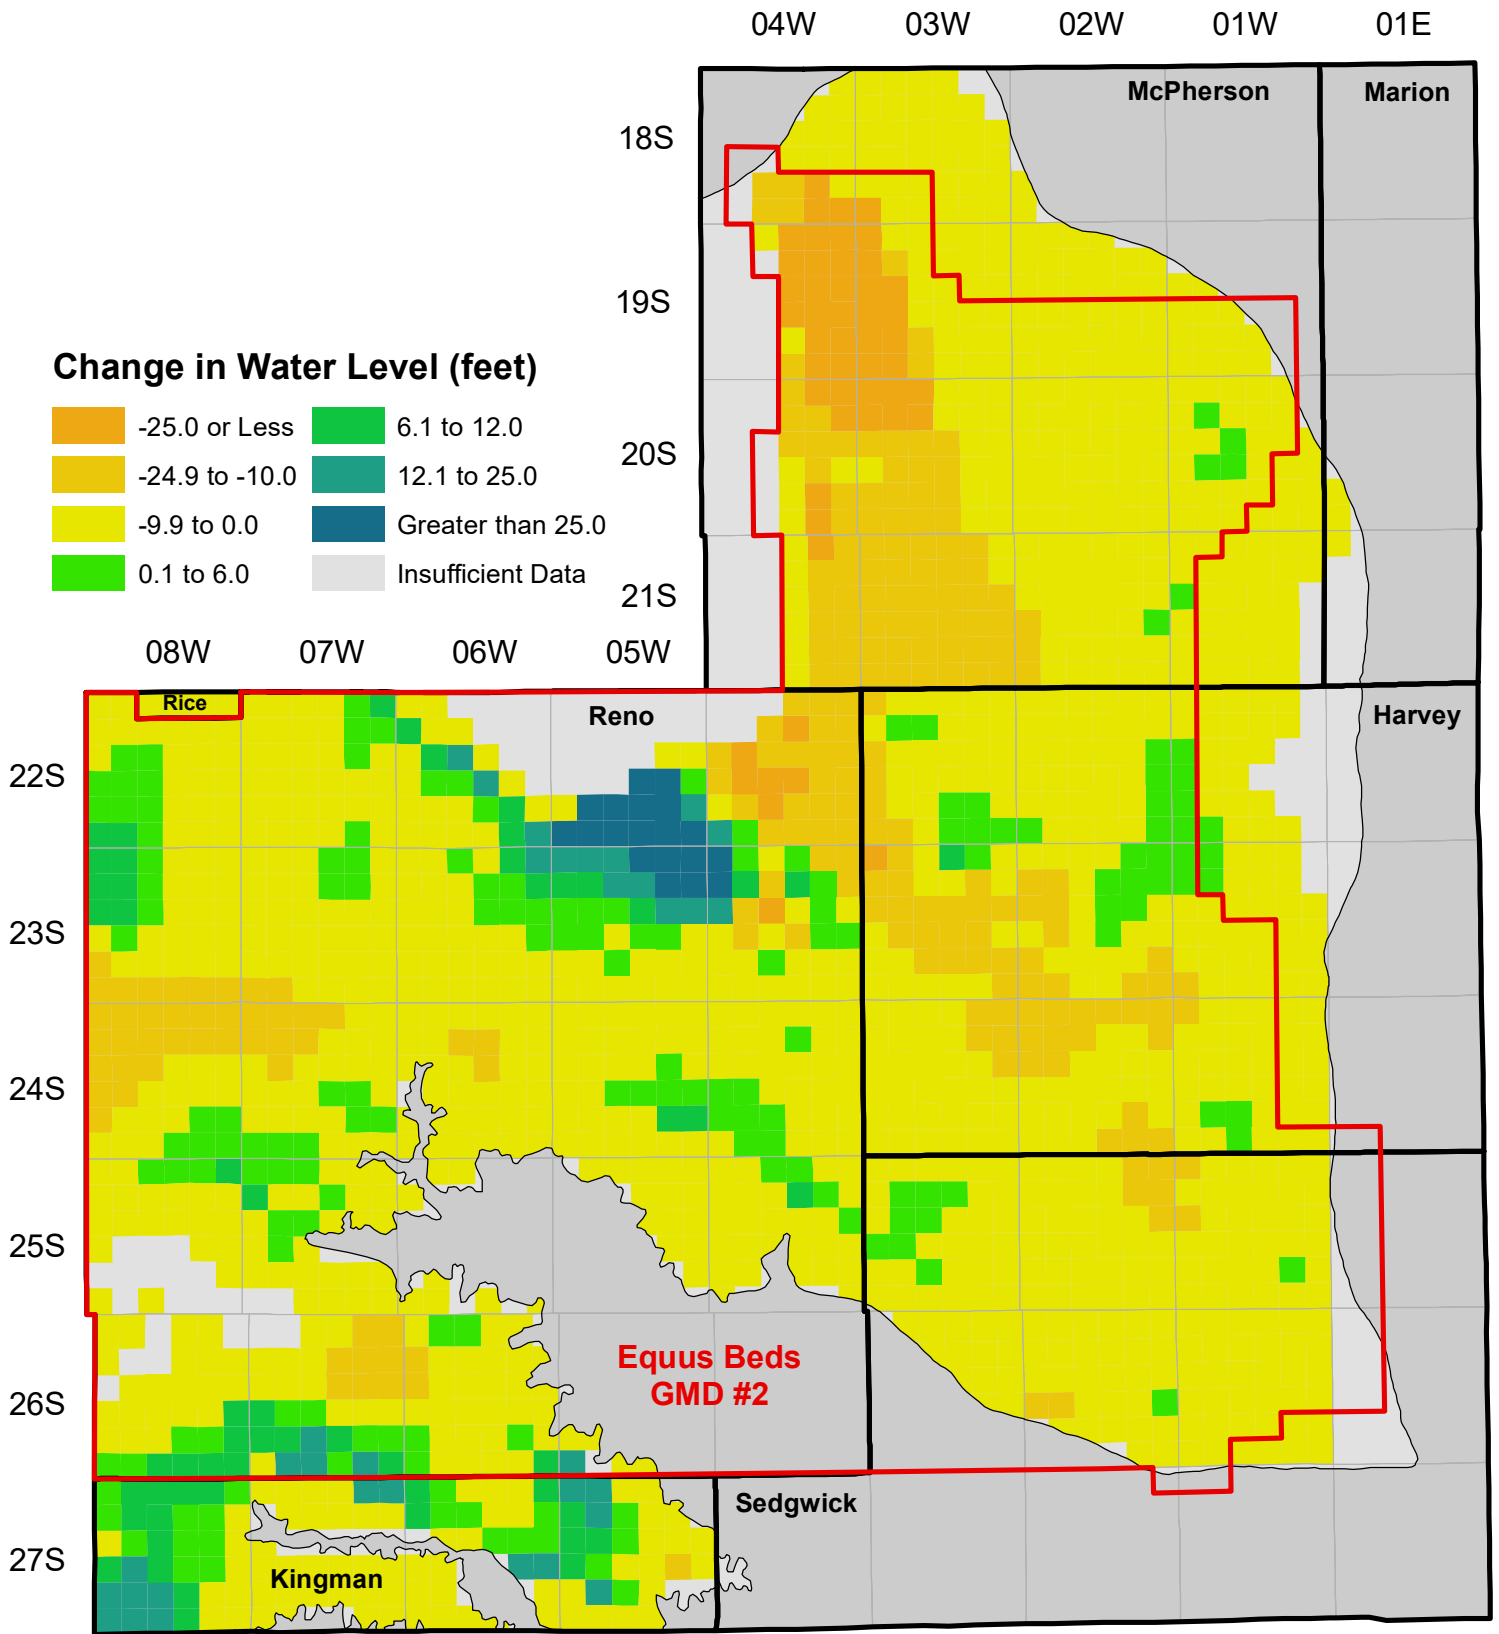 04W 03W 02W 01W 01E
McPherson Marion
18S
19S
Change in Water Level (feet)
-25.0 or Less 6.1 to 12.0
20S
-24.9 to -10.0 12.1 to 25.0
-9.9 to 0.0 Greater than 25.0
0.1 to 6.0 Insufficient Data
21S
08W 07W 06W 05W
Rice
Reno Harvey
22S
23S
24S
25S
Equus Beds
GMD #2
26S
Sedgwick
27S
Kingman